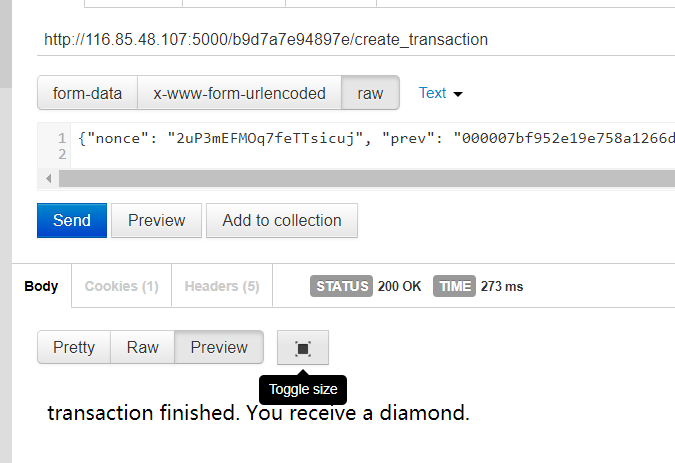 http://116.85.48.107:5000/b9d7a7e94897e/create_transaction
form-data x-www-form-urlencoded raw Text
1 {"nonce": "2uP3mEFMOq7feTTsicuj", "prev": "000007bf952e19e758a1266d
2
Send Preview Add to collection
Body Cookies (1) Headers (5) STATUS 200 OK TIME 273 ms
Pretty Raw Preview
Toggle size
transaction finished. You receive a diamond.